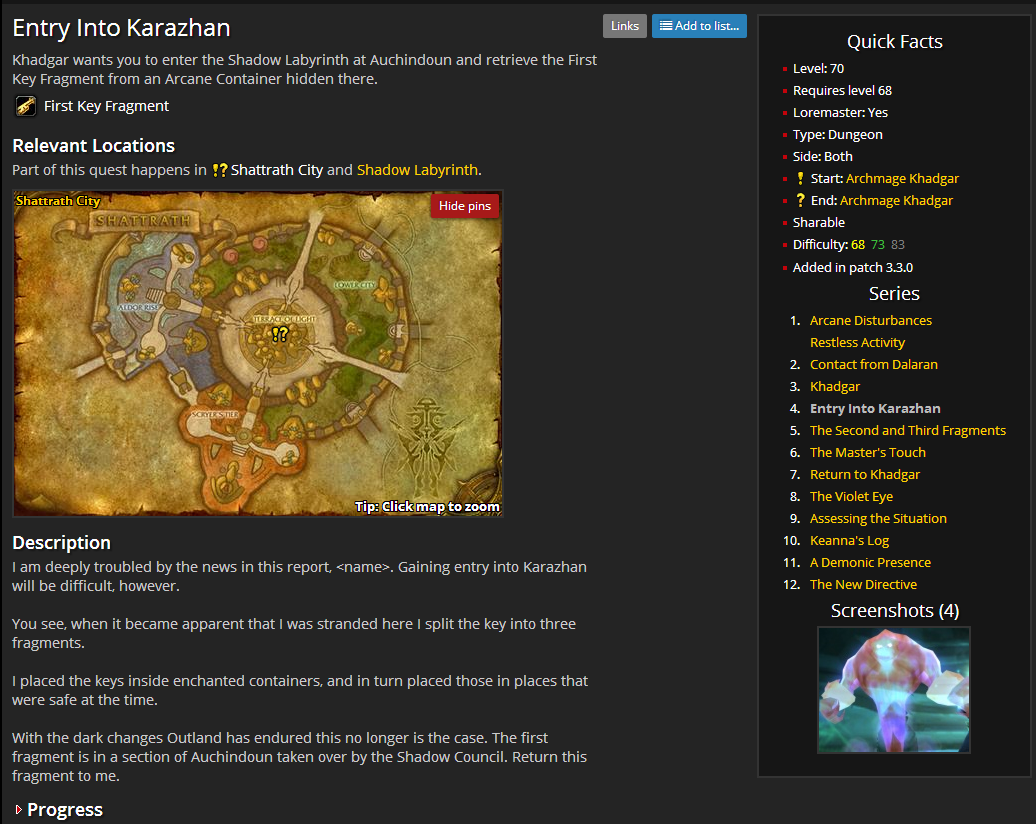 Entry Into Karazhan
Links
Add to list...
Khadgar wants you to enter the Shadow Labyrinth at Auchindoun and retrieve the First
Key Fragment from an Arcane Container hidden there.
First Key Fragment
Relevant Locations
Part of this quest happens in !? Shattrath City and Shadow Labyrinth.
Shattrath City
Hide pins
SHATTRATH
LOWER CITY
ALDOR RISE
TERRACE OF LIGHT
!?
SCRYER'S TIER
Tip: Click map to zoom
Description
I am deeply troubled by the news in this report, <name>. Gaining entry into Karazhan
will be difficult, however.
You see, when it became apparent that I was stranded here I split the key into three
fragments.
I placed the keys inside enchanted containers, and in turn placed those in places that
were safe at the time.
With the dark changes Outland has endured this no longer is the case. The first
fragment is in a section of Auchindoun taken over by the Shadow Council. Return this
fragment to me.
Progress
Quick Facts
Level: 70
Requires level 68
Loremaster: Yes
Type: Dungeon
Side: Both
! Start: Archmage Khadgar
? End: Archmage Khadgar
Sharable
Difficulty: 68 73 83
Added in patch 3.3.0
Series
1. Arcane Disturbances
Restless Activity
2. Contact from Dalaran
3. Khadgar
4. Entry Into Karazhan
5. The Second and Third Fragments
6. The Master's Touch
7. Return to Khadgar
8. The Violet Eye
9. Assessing the Situation
10. Keanna's Log
11. A Demonic Presence
12. The New Directive
Screenshots (4)